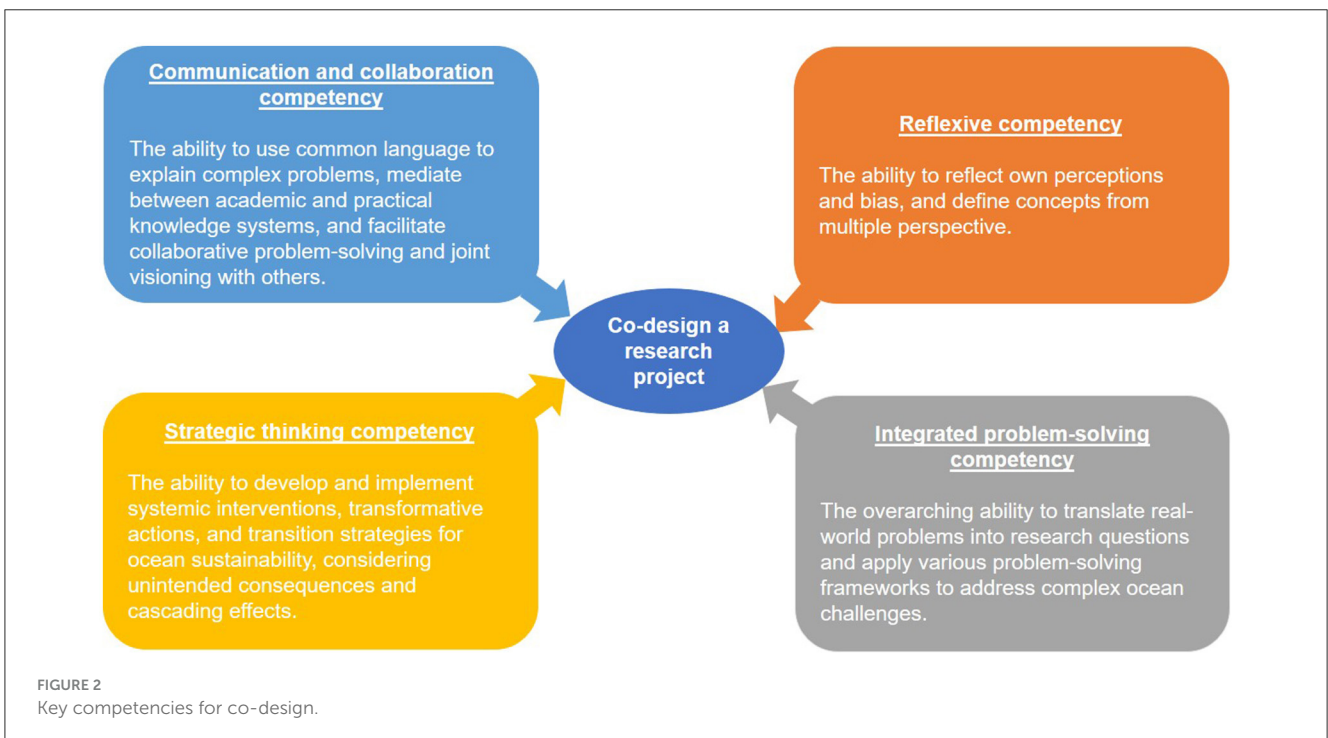 Communication and collaboration
competency
The ability to use common language to
explain complex problems, mediate
between academic and practical
knowledge systems, and facilitate
collaborative problem-solving and joint
visioning with others.
Reflexive competency
The ability to reflect own perceptions
and bias, and define concepts from
multiple perspective.
Co-design a
research
project
Strategic thinking competency
The ability to develop and implement
systemic interventions, transformative
actions, and transition strategies for
ocean sustainability, considering
unintended consequences and
cascading effects.
Integrated problem-solving
competency
The overarching ability to translate real-
world problems into research questions
and apply various problem-solving
frameworks to address complex ocean
challenges.
FIGURE 2
Key competencies for co-design.